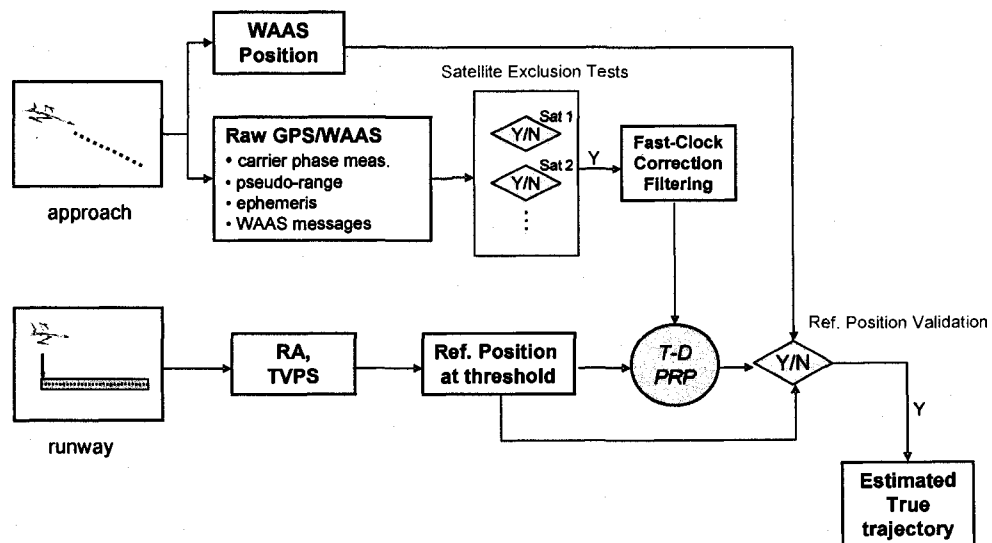 WAAS
Position
Satellite Exclusion Tests
Raw GPS/WAAS
• carrier phase meas.
• pseudo-range
• ephemeris
• WAAS messages
Sat 1
Y/N
Sat 2
Y/N
Y
Fast-Clock
Correction
Filtering
approach
Ref. Position Validation
RA,
TVPS
Ref. Position
at threshold
T-D
PRP
Y/N
Y
runway
Estimated
True
trajectory